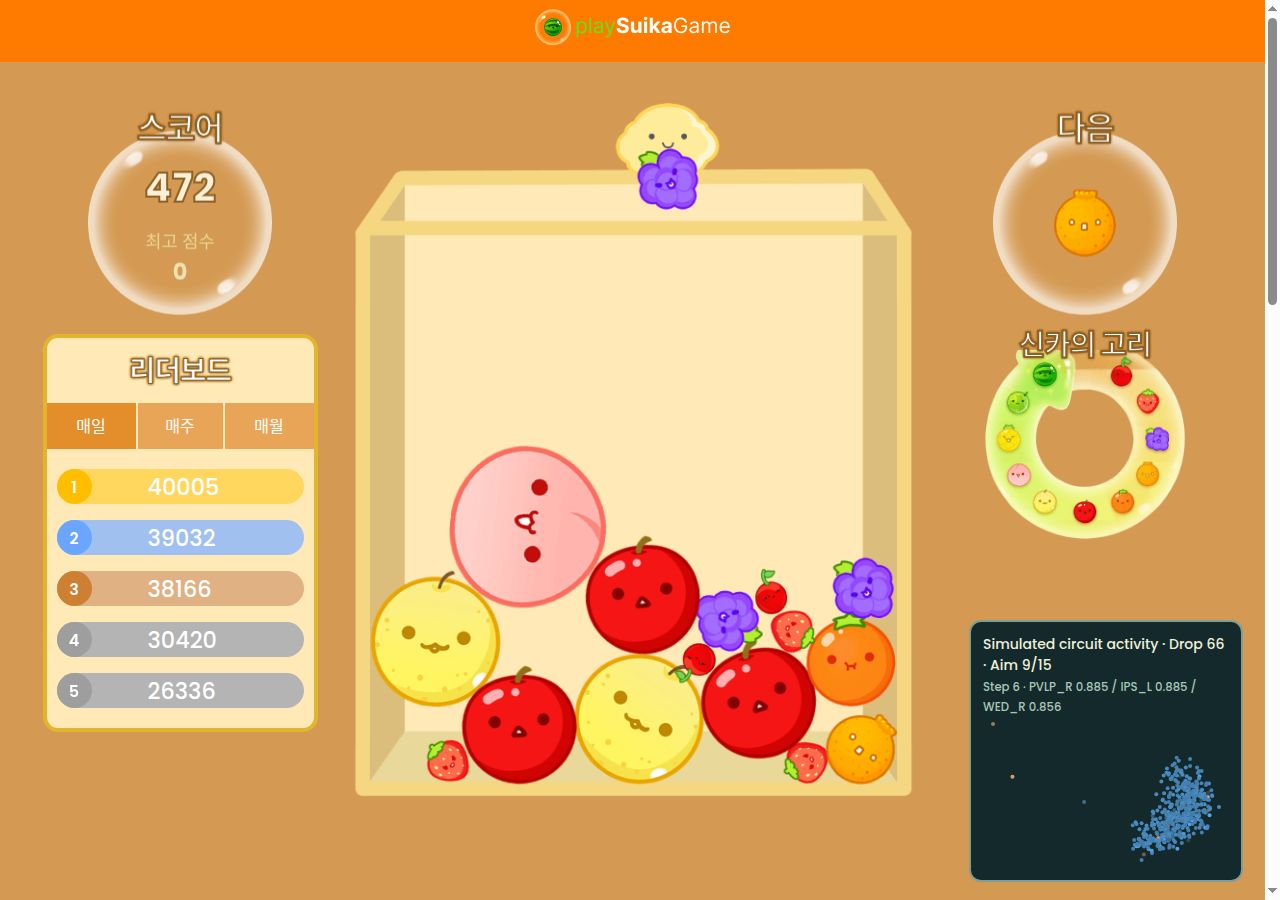 playSuikaGame
스코어
472
최고 점수
0
리더보드
매일
매주
매월
1
40005
2
39032
3
38166
4
30420
5
26336
다음
신카의 고리
Simulated circuit activity · Drop 66
· Aim 9/15
Step 6 · PVLP_R 0.885 / IPS_L 0.885 /
WED_R 0.856